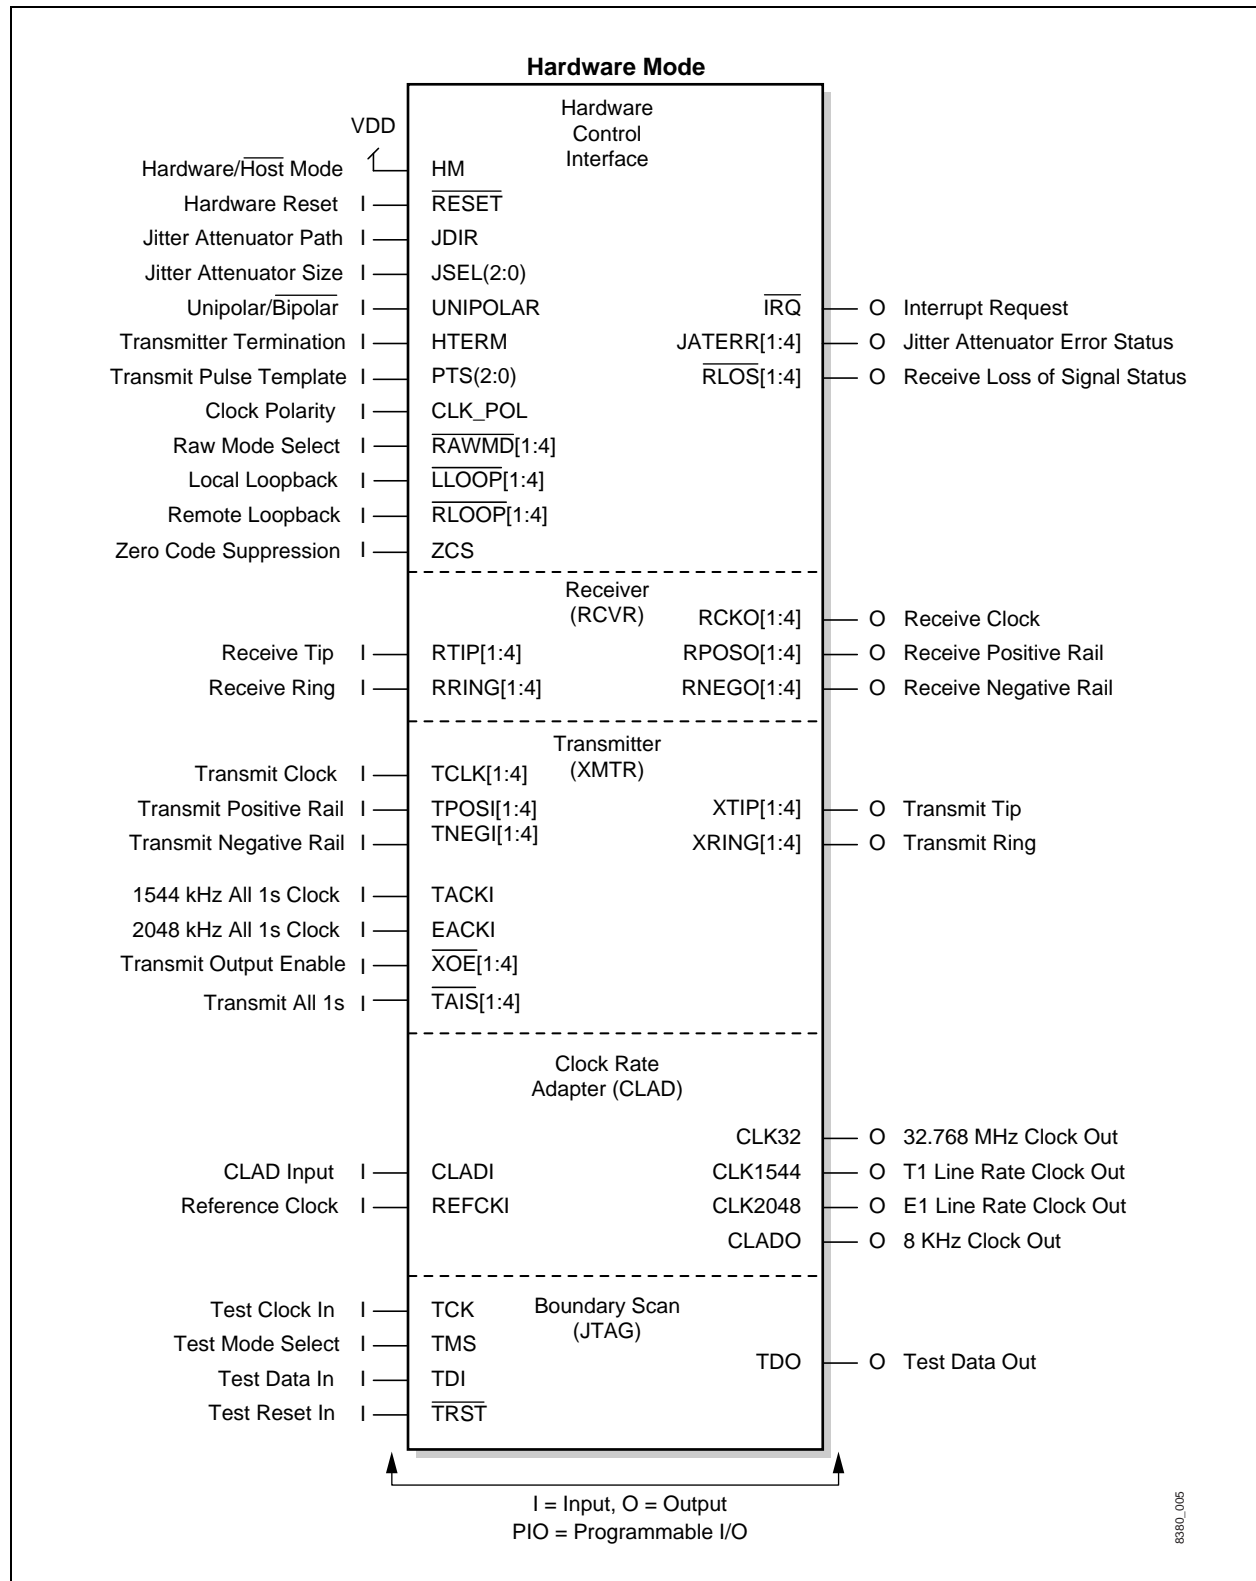 Hardware Mode
Hardware
Control
Interface
VDD
Hardware/Host Mode HM
Hardware Reset I RESET
Jitter Attenuator Path I JDIR
Jitter Attenuator Size I JSEL(2:0)
Unipolar/Bipolar I UNIPOLAR IRQ O Interrupt Request
Transmitter Termination I HTERM JATERR[1:4] O Jitter Attenuator Error Status
Transmit Pulse Template I PTS(2:0) RLOS[1:4] O Receive Loss of Signal Status
Clock Polarity I CLK_POL
Raw Mode Select I RAWMD[1:4]
Local Loopback I LLOOP[1:4]
Remote Loopback I RLOOP[1:4]
Zero Code Suppression I ZCS
Receiver
(RCVR) RCKO[1:4] O Receive Clock
Receive Tip I RTIP[1:4] RPOSO[1:4] O Receive Positive Rail
Receive Ring I RRING[1:4] RNEGO[1:4] O Receive Negative Rail
Transmitter
(XMTR)
Transmit Clock I TCLK[1:4]
Transmit Positive Rail I TPOSI[1:4] XTIP[1:4] O Transmit Tip
Transmit Negative Rail I TNEGI[1:4] XRING[1:4] O Transmit Ring
1544 kHz All 1s Clock I TACKI
2048 kHz All 1s Clock I EACKI
Transmit Output Enable I XOE[1:4]
Transmit All 1s I TAIS[1:4]
Clock Rate
Adapter (CLAD)
CLK32 O 32.768 MHz Clock Out
CLAD Input I CLADI CLK1544 O T1 Line Rate Clock Out
Reference Clock I REFCKI CLK2048 O E1 Line Rate Clock Out
CLADO O 8 KHz Clock Out
Boundary Scan
(JTAG)
Test Clock In I TCK
Test Mode Select I TMS
TDO O Test Data Out
Test Data In I TDI
Test Reset In I TRST
I = Input, O = Output
PIO = Programmable I/O
8380_005